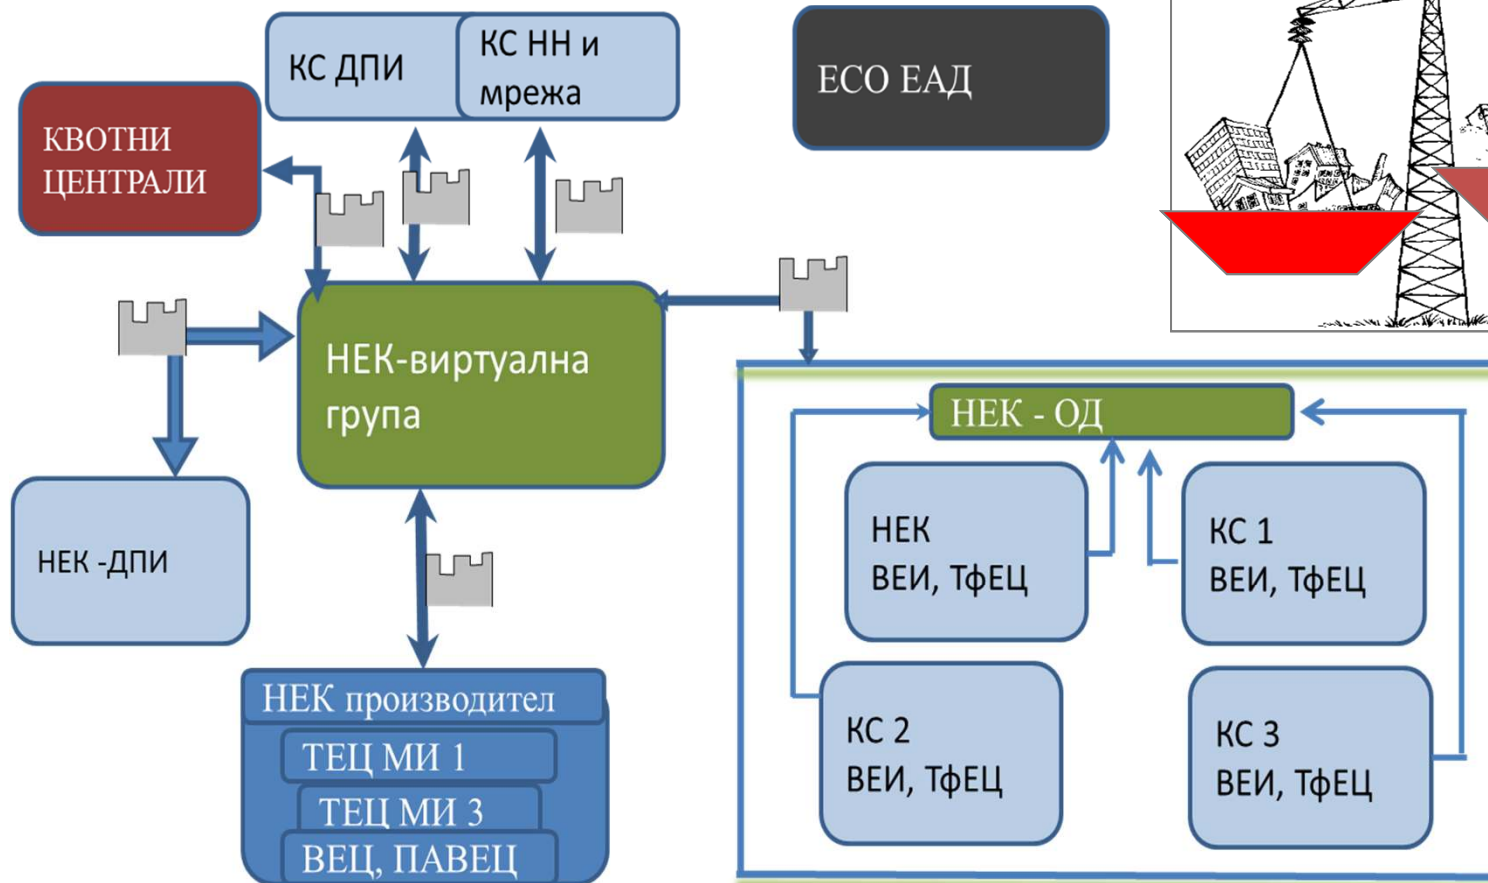 КС ДПИ
КС НН и
мрежа
ЕСО ЕАД
КВОТНИ
ЦЕНТРАЛИ
НЕК-виртуална
група
НЕК -ДПИ
НЕК производител
ТЕЦ МИ 1
ТЕЦ МИ 3
ВЕЦ, ПАВЕЦ
НЕК - ОД
НЕК
ВЕИ, ТфЕЦ
КС 1
ВЕИ, ТфЕЦ
КС 2
ВЕИ, ТфЕЦ
КС 3
ВЕИ, ТфЕЦ